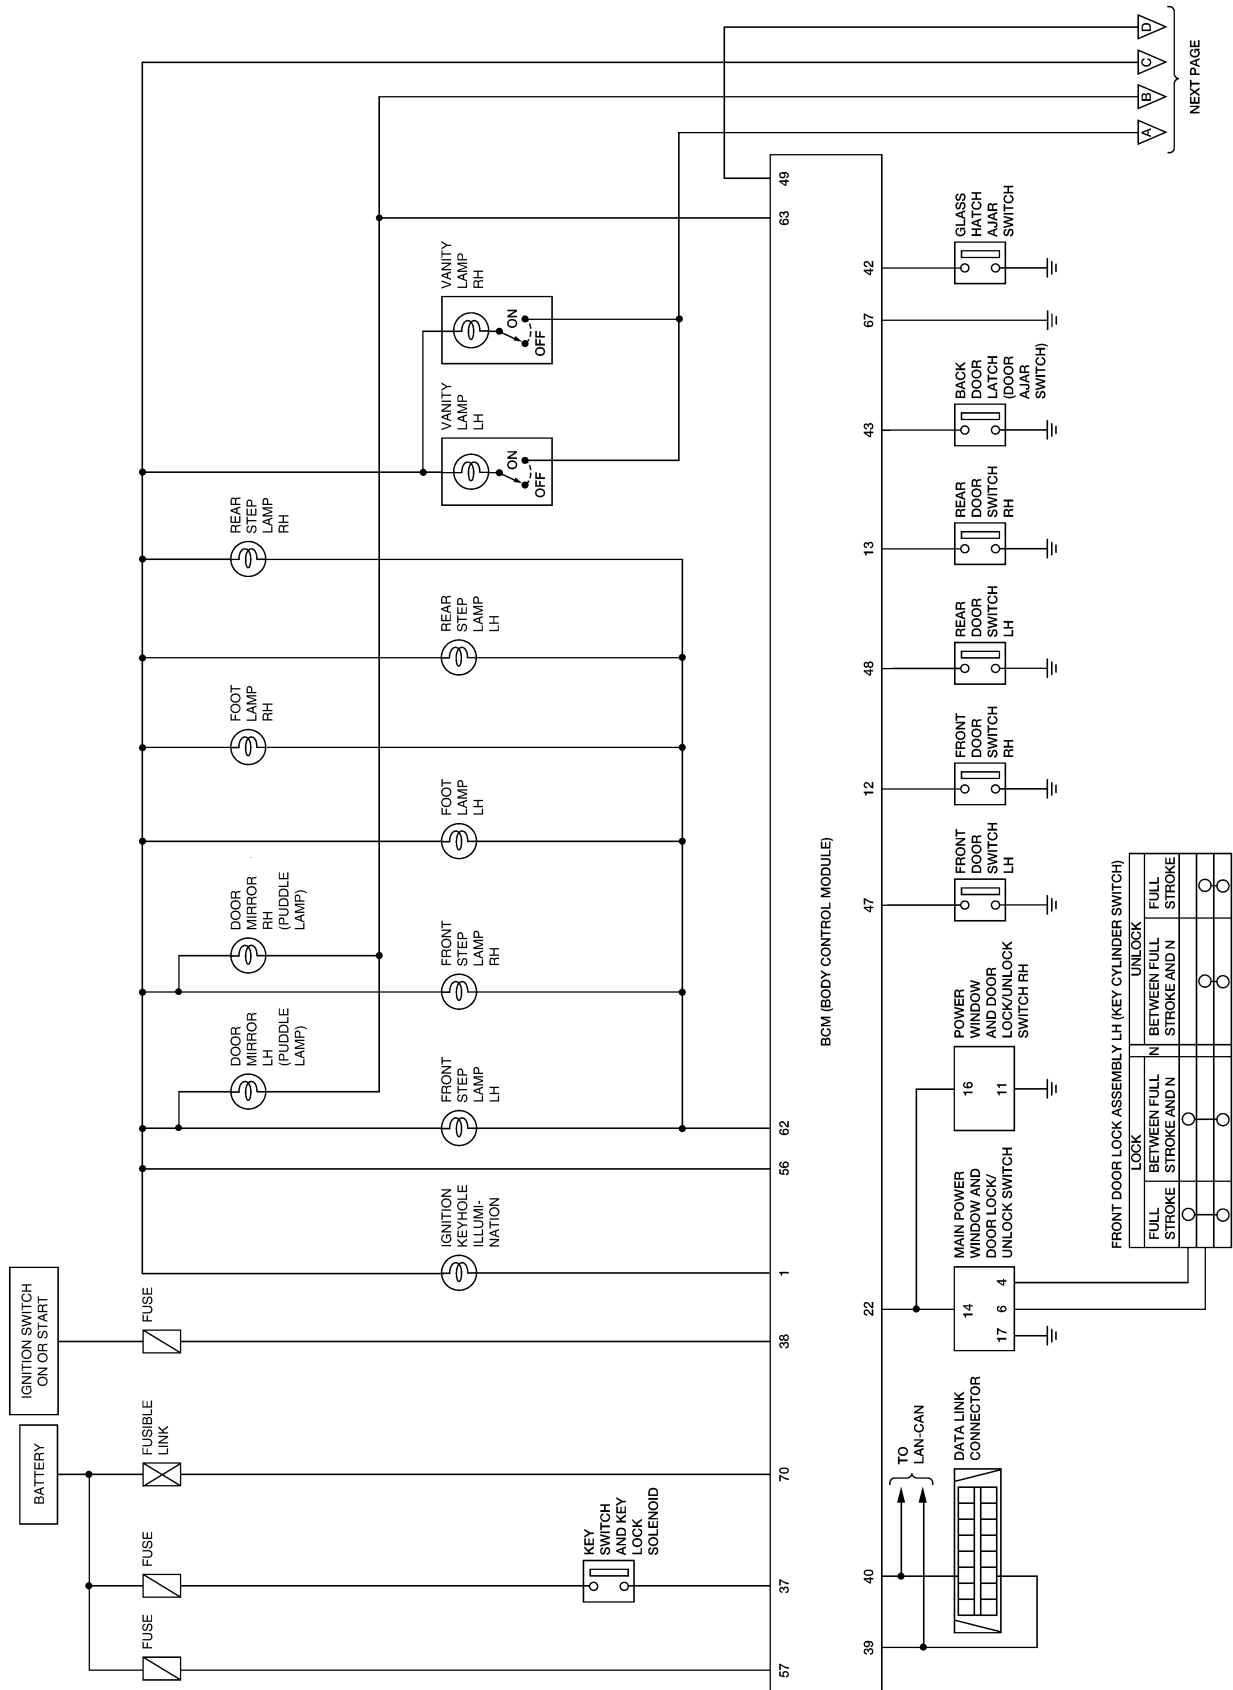 IGNITION SWITCH
ON OR START
BATTERY
FUSE
FUSE
FUSIBLE
LINK
FUSE
DOOR
MIRROR
LH
(PUDDLE
LAMP)
DOOR
MIRROR
RH
(PUDDLE
LAMP)
FOOT
LAMP
RH
REAR
STEP
LAMP
RH
IGNITION
KEYHOLE
ILLUMI-
NATION
FRONT
STEP
LAMP
LH
FRONT
STEP
LAMP
RH
FOOT
LAMP
LH
REAR
STEP
LAMP
LH
VANITY
LAMP
LH
ON
OFF
VANITY
LAMP
RH
ON
OFF
KEY
SWITCH
AND KEY
LOCK
SOLENOID
57
37
70
38
1
56
62
63
49
BCM (BODY CONTROL MODULE)
39
40
22
47
12
48
13
43
67
42
TO
LAN-CAN
DATA LINK
CONNECTOR
MAIN POWER
WINDOW AND
DOOR LOCK/
UNLOCK SWITCH
14
17
6
4
POWER
WINDOW
AND DOOR
LOCK/UNLOCK
SWITCH RH
16
11
FRONT
DOOR
SWITCH
LH
FRONT
DOOR
SWITCH
RH
REAR
DOOR
SWITCH
LH
REAR
DOOR
SWITCH
RH
BACK
DOOR
LATCH
(DOOR
AJAR
SWITCH)
GLASS
HATCH
AJAR
SWITCH
FRONT DOOR LOCK ASSEMBLY LH (KEY CYLINDER SWITCH)
LOCK
N
UNLOCK
FULL
STROKE
BETWEEN FULL
STROKE AND N
BETWEEN FULL
STROKE AND N
FULL
STROKE
D
C
B
A
NEXT PAGE